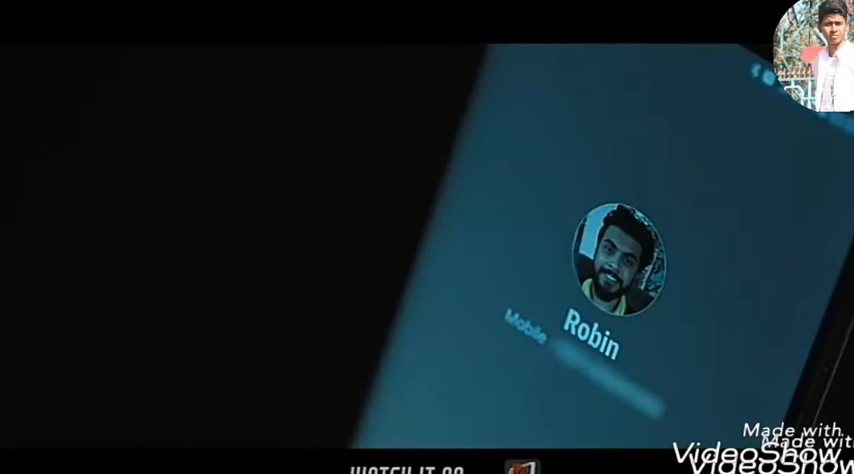 Robin
Mobile
WATCH IT ON
Made with
Made with
VideoShow
VideoShow